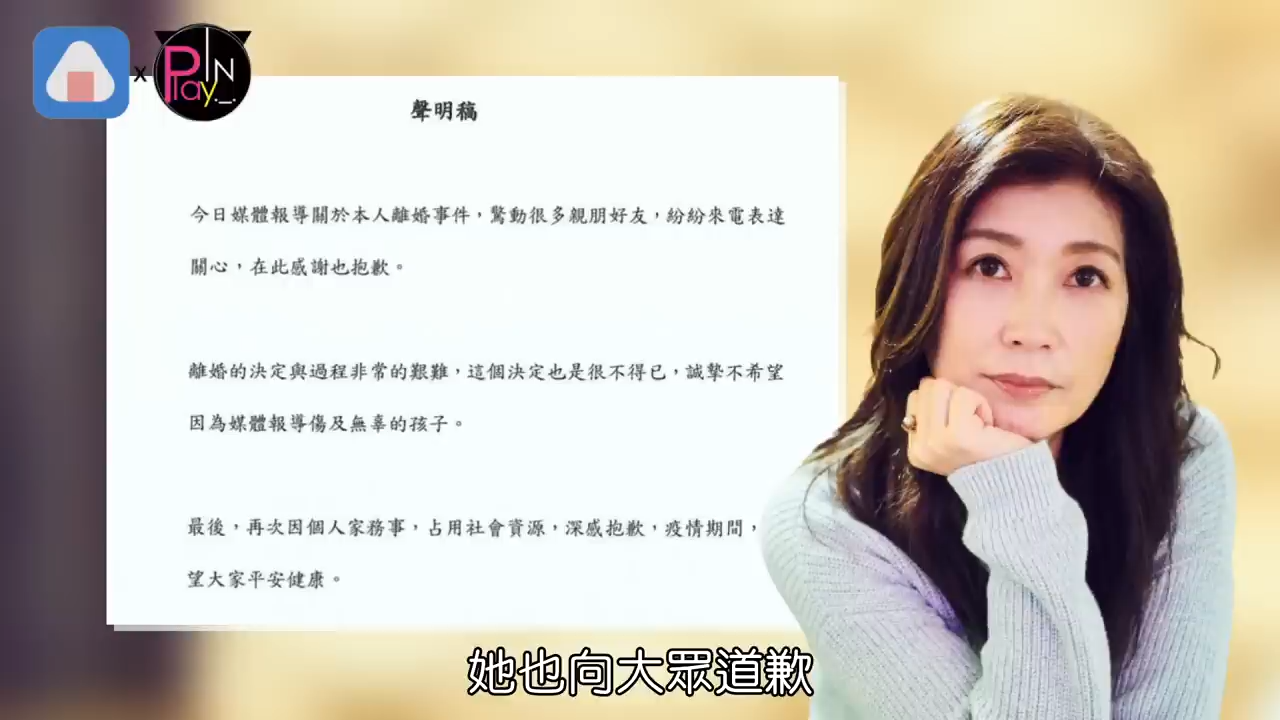 x
PlayIN._.
聲明稿
今日媒體報導關於本人離婚事件，驚動很多親朋好友，紛紛來電表達
關心，在此感謝也抱歉。
離婚的決定與過程非常的艱難，這個決定也是很不得已，誠摯不希望
因為媒體報導傷及無辜的孩子。
最後，再次因個人家務事，占用社會資源，深感抱歉，疫情期間，
望大家平安健康。
她也向大眾道歉